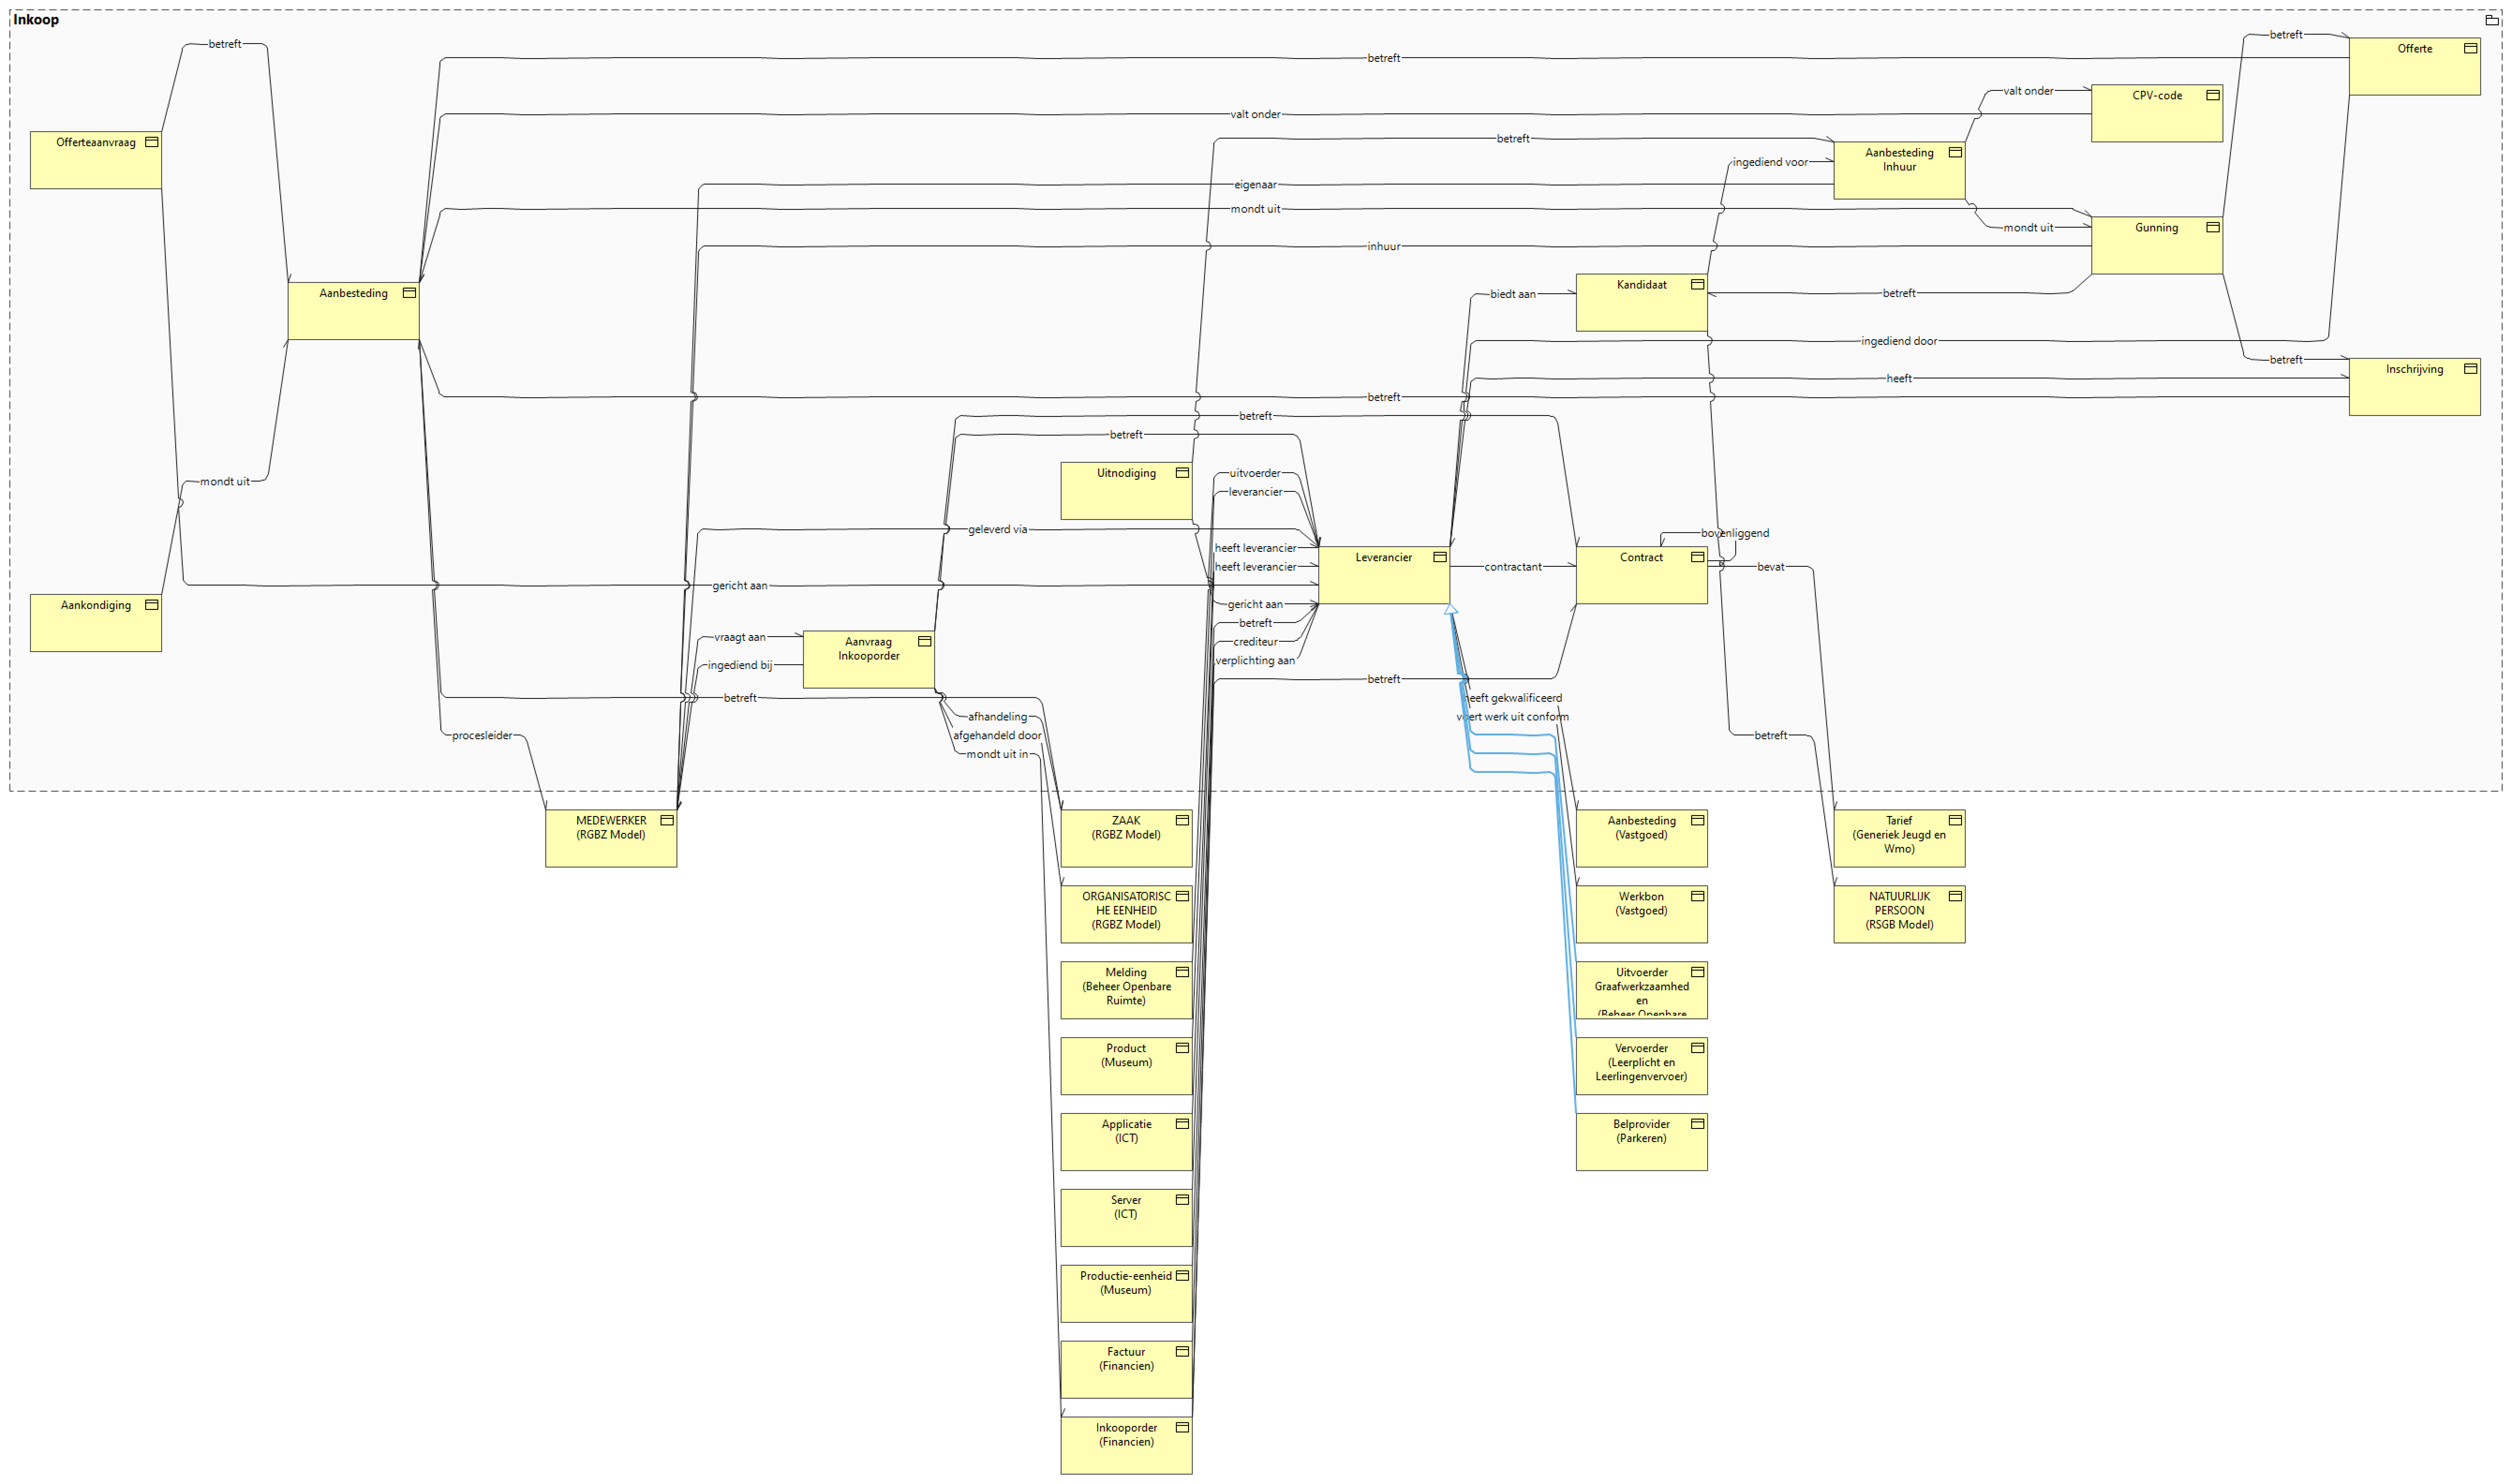 Inkoop
betreft
betreft
Offerte
betreft
valt onder
CPV-code
valt onder
Offerteaanvraag
betreft
Aanbesteding
Inhuur
ingediend voor
eigenaar
mondt uit
mondt uit
Gunning
inhuur
Aanbesteding
biedt aan
Kandidaat
betreft
ingediend door
betreft
Inschrijving
heeft
betreft
betreft
betreft
Uitnodiging
uitvoerder
mondt uit
leverancier
geleverd via
bovenliggend
heeft leverancier
Leverancier
Contract
heeft leverancier
contractant
bevat
gericht aan
Aankondiging
gericht aan
betreft
vraagt aan
Aanvraag
Inkooporder
crediteur
ingediend bij
verplichting aan
betreft
betreft
heeft gekwalificeerd
afhandeling
voert werk uit conform
procesleider
afgehandeld door
betreft
mondt uit in
MEDEWERKER
(RGBZ Model)
ZAAK
(RGBZ Model)
Aanbesteding
(Vastgoed)
Tarief
(Generiek Jeugd en
Wmo)
ORGANISATORISC
HE EENHEID
(RGBZ Model)
Werkbon
(Vastgoed)
NATUURLIJK
PERSOON
(RSGB Model)
Melding
(Beheer Openbare
Ruimte)
Uitvoerder
Graafwerkzaamhed
en
(Beheer Openbare
Product
(Museum)
Vervoerder
(Leerplicht en
Leerlingenvervoer)
Applicatie
(ICT)
Belprovider
(Parkeren)
Server
(ICT)
Productie-eenheid
(Museum)
Factuur
(Financien)
Inkooporder
(Financien)